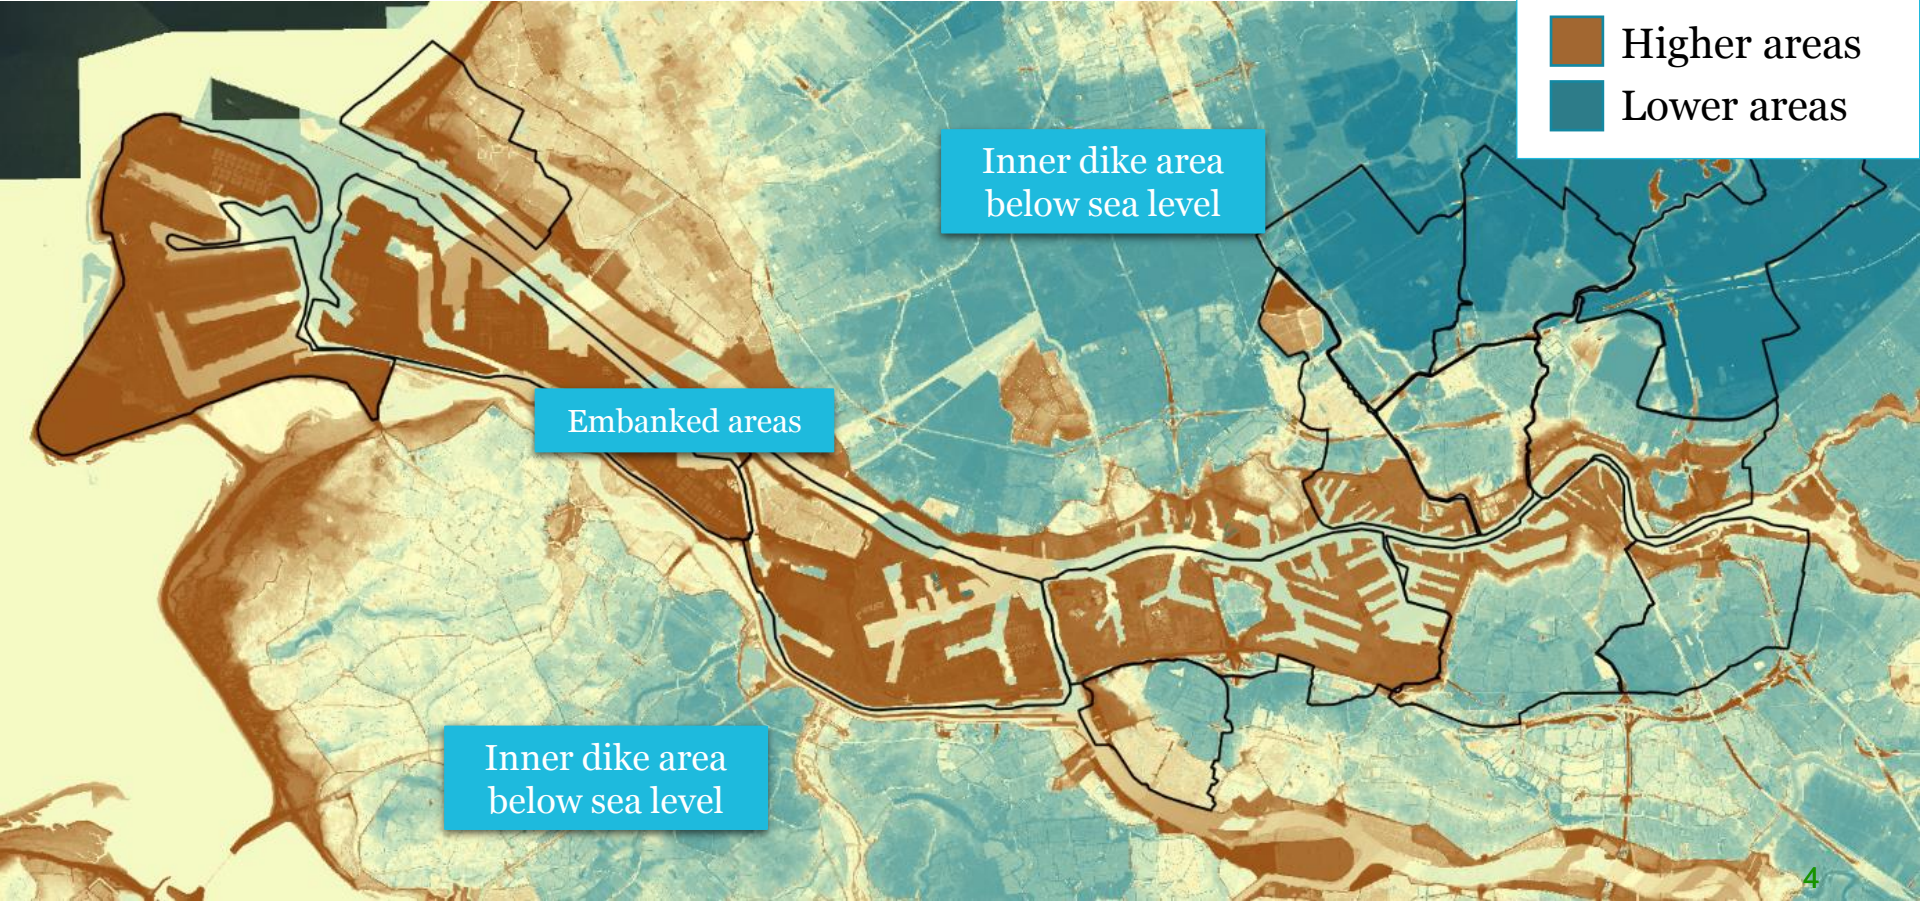 Higher areas
Lower areas
Inner dike area
below sea level
Embanked areas
Inner dike area
below sea level
4